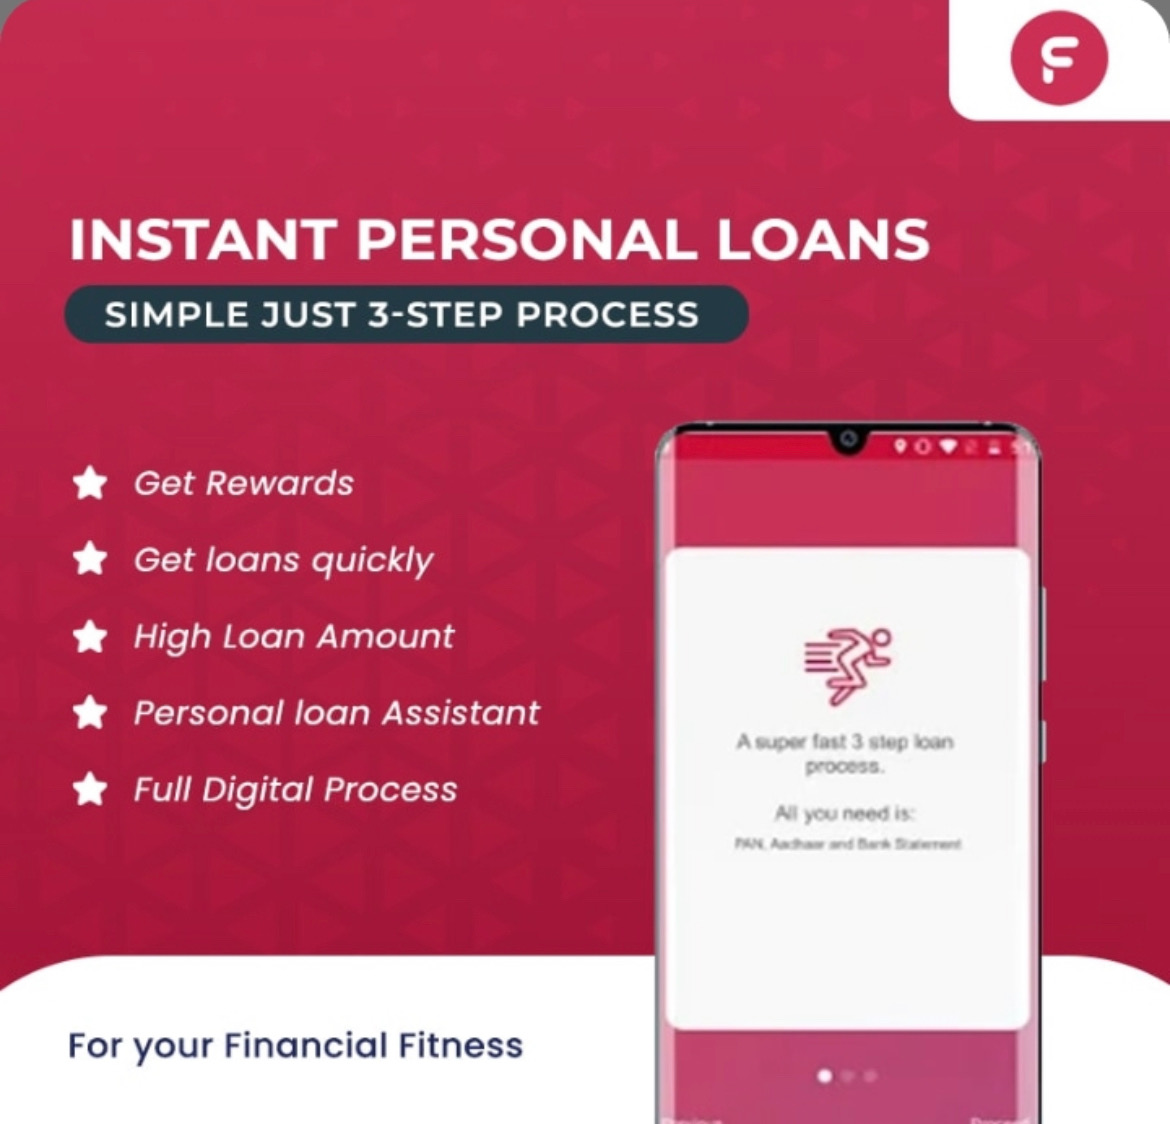 INSTANT PERSONAL LOANS
SIMPLE JUST 3-STEP PROCESS
Get Rewards
Get loans quickly
High Loan Amount
Personal loan Assistant
Full Digital Process
A super fast 3 step loan
process.
All you need is:
PAN, Aadhaar and Bank Statement
For your Financial Fitness